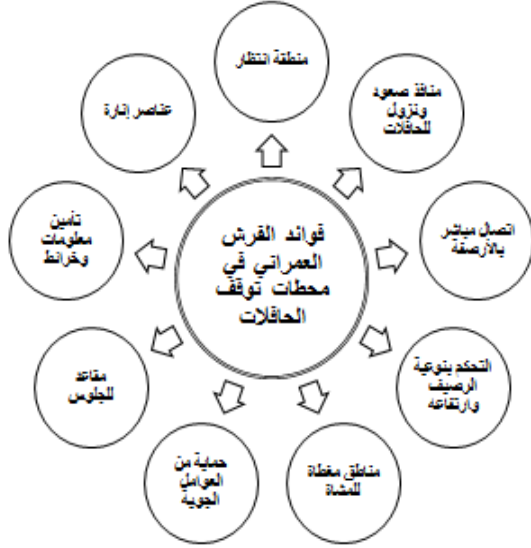 منطقة انتظار
منافذ صعود
ونزول
للحافلات
اتصال مباشر
بالأرصفة
التحكم بنوعية
الرصيف
وارتفاعه
مناطق مغطاة
للمشاة
حماية من
العوامل
الجوية
مقاعد
للجلوس
تأمين
معلومات
وخرائط
عناصر إنارة
فوائد الفرش
العمراني في
محطات توقف
الحافلات